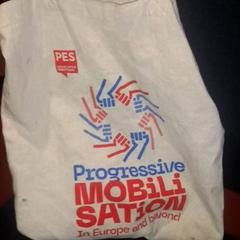 PES
Progressive
MOBiLi
SATiON
In Europe and beyond